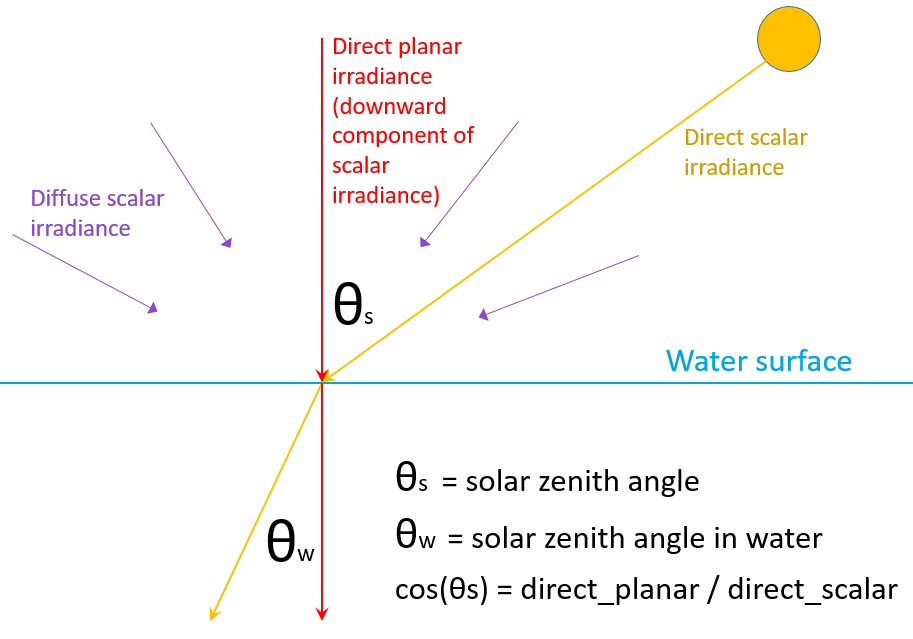 Direct planar
irradiance
(downward
component of
scalar
irradiance)
Direct scalar
irradiance
Diffuse scalar
irradiance
θs
Water surface
θs = solar zenith angle
θw
θw = solar zenith angle in water
cos(θs) = direct_planar / direct_scalar